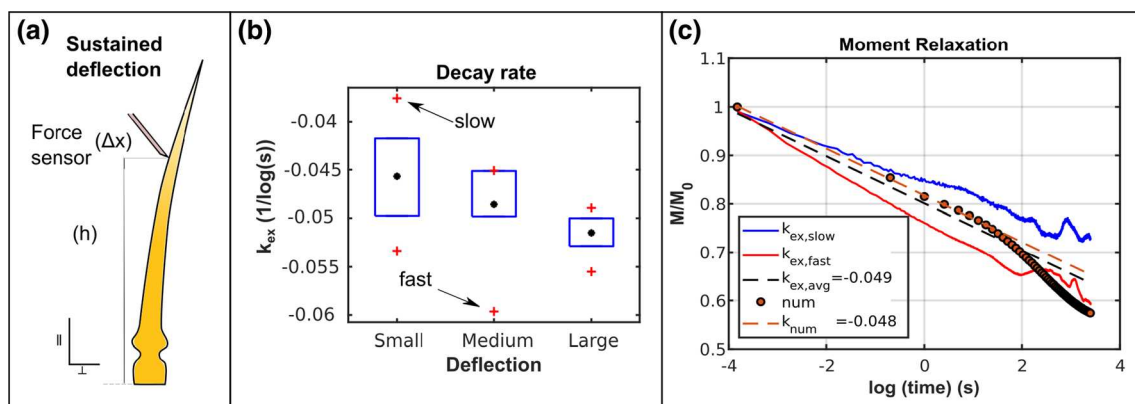 (a)
Sustained
deflection
Force
sensor
(Δx)
(h)
=
⊥
(b)
Decay rate
k_ex (1/log(s))
-0.04
-0.045
-0.05
-0.055
-0.06
slow
fast
Small
Medium
Large
Deflection
(c)
Moment Relaxation
M/M_0
1.1
1
0.9
0.8
0.7
0.6
0.5
k_ex,slow
k_ex,fast
k_ex,avg=-0.049
num
k_num =-0.048
-4
-2
0
2
4
log (time) (s)